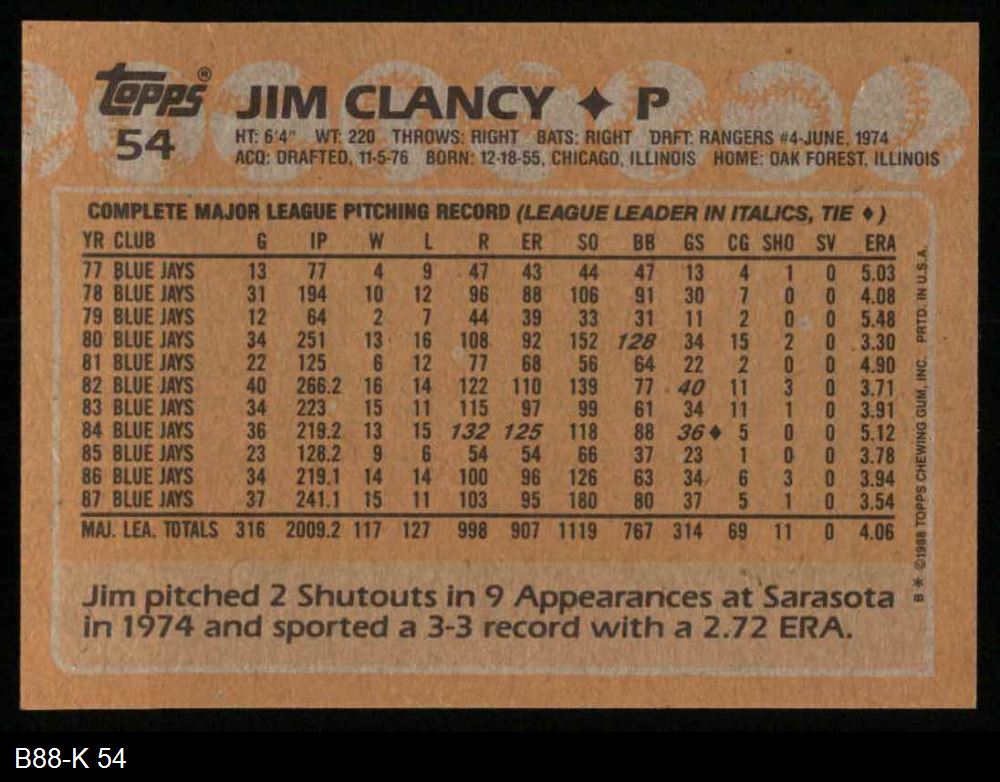 Topps®
54
JIM CLANCY ✦ P
HT: 6'4" WT: 220 THROWS: RIGHT BATS: RIGHT DRFT: RANGERS #4-JUNE, 1974
ACQ: DRAFTED, 11-5-76 BORN: 12-18-55, CHICAGO, ILLINOIS HOME: OAK FOREST, ILLINOIS
COMPLETE MAJOR LEAGUE PITCHING RECORD (LEAGUE LEADER IN ITALICS, TIE ♦)
YR CLUB G IP W L R ER SO BB GS CG SHO SV ERA
77 BLUE JAYS 13 77 4 9 47 43 44 47 13 4 1 0 5.03
78 BLUE JAYS 31 194 10 12 96 88 106 91 30 7 0 0 4.08
79 BLUE JAYS 12 64 2 7 44 39 33 31 11 2 0 0 5.48
80 BLUE JAYS 34 251 13 16 108 92 152 128 34 15 2 0 3.30
81 BLUE JAYS 22 125 6 12 77 68 56 64 22 2 0 0 4.90
82 BLUE JAYS 40 266.2 16 14 122 110 139 77 40 11 3 0 3.71
83 BLUE JAYS 34 223 15 11 115 97 99 61 34 11 1 0 3.91
84 BLUE JAYS 36 219.2 13 15 132 125 118 88 36♦ 5 0 0 5.12
85 BLUE JAYS 23 128.2 9 6 54 54 66 37 23 1 0 0 3.78
86 BLUE JAYS 34 219.1 14 14 100 96 126 63 34 6 3 0 3.94
87 BLUE JAYS 37 241.1 15 11 103 95 180 80 37 5 1 0 3.54
MAJ. LEA. TOTALS 316 2009.2 117 127 998 907 1119 767 314 69 11 0 4.06
Jim pitched 2 Shutouts in 9 Appearances at Sarasota
in 1974 and sported a 3-3 record with a 2.72 ERA.
B * ©1988 TOPPS CHEWING GUM, INC. PRTD. IN U.S.A.
B88-K 54